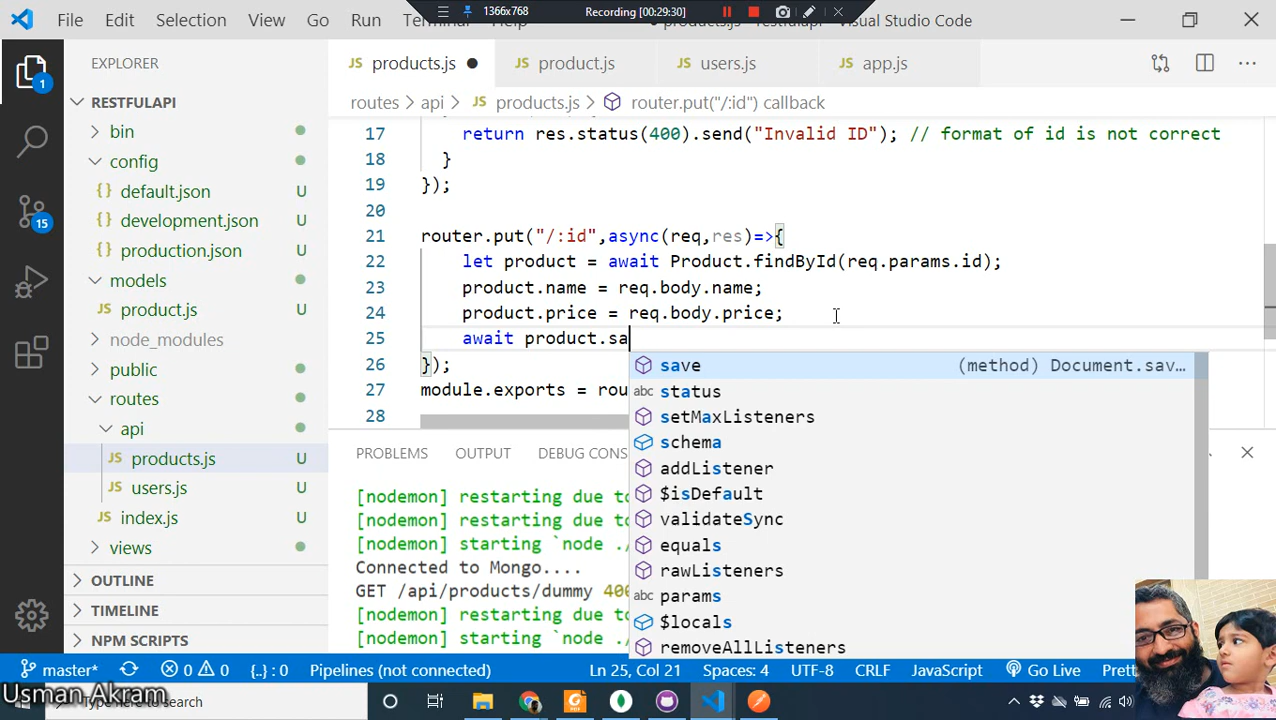 File Edit Selection View Go Run Terminal 1366x768 Recording [00:29:30] Visual Studio Code
EXPLORER
RESTFULAPI
bin
config
{} default.json U
{} development.json U
{} production.json U
models
JS product.js U
node_modules
public
routes
api
JS products.js U
JS users.js U
JS index.js U
views
OUTLINE
TIMELINE
NPM SCRIPTS
1
15
JS products.js ● JS product.js JS users.js JS app.js
routes > api > JS products.js > router.put("/:id") callback
17 return res.status(400).send("Invalid ID"); // format of id is not correct
18 }
19 });
20
21 router.put("/:id",async(req,res)=>{
22 let product = await Product.findById(req.params.id);
23 product.name = req.body.name;
24 product.price = req.body.price;
25 await product.sa
26 });
27 module.exports = rou
28
save (method) Document.sav…
abc status
setMaxListeners
schema
addListener
$isDefault
validateSync
equals
rawListeners
abc params
$locals
removeAllListeners
PROBLEMS OUTPUT DEBUG CONS
[nodemon] restarting due to
[nodemon] restarting due to
[nodemon] starting `node ./
Connected to Mongo....
GET /api/products/dummy 400
[nodemon] restarting due to
[nodemon] starting `node ./
master* 0 0 {..} : 0 Pipelines (not connected) Ln 25, Col 21 Spaces: 4 UTF-8 CRLF JavaScript Go Live Prett
Usman Akram
here to search